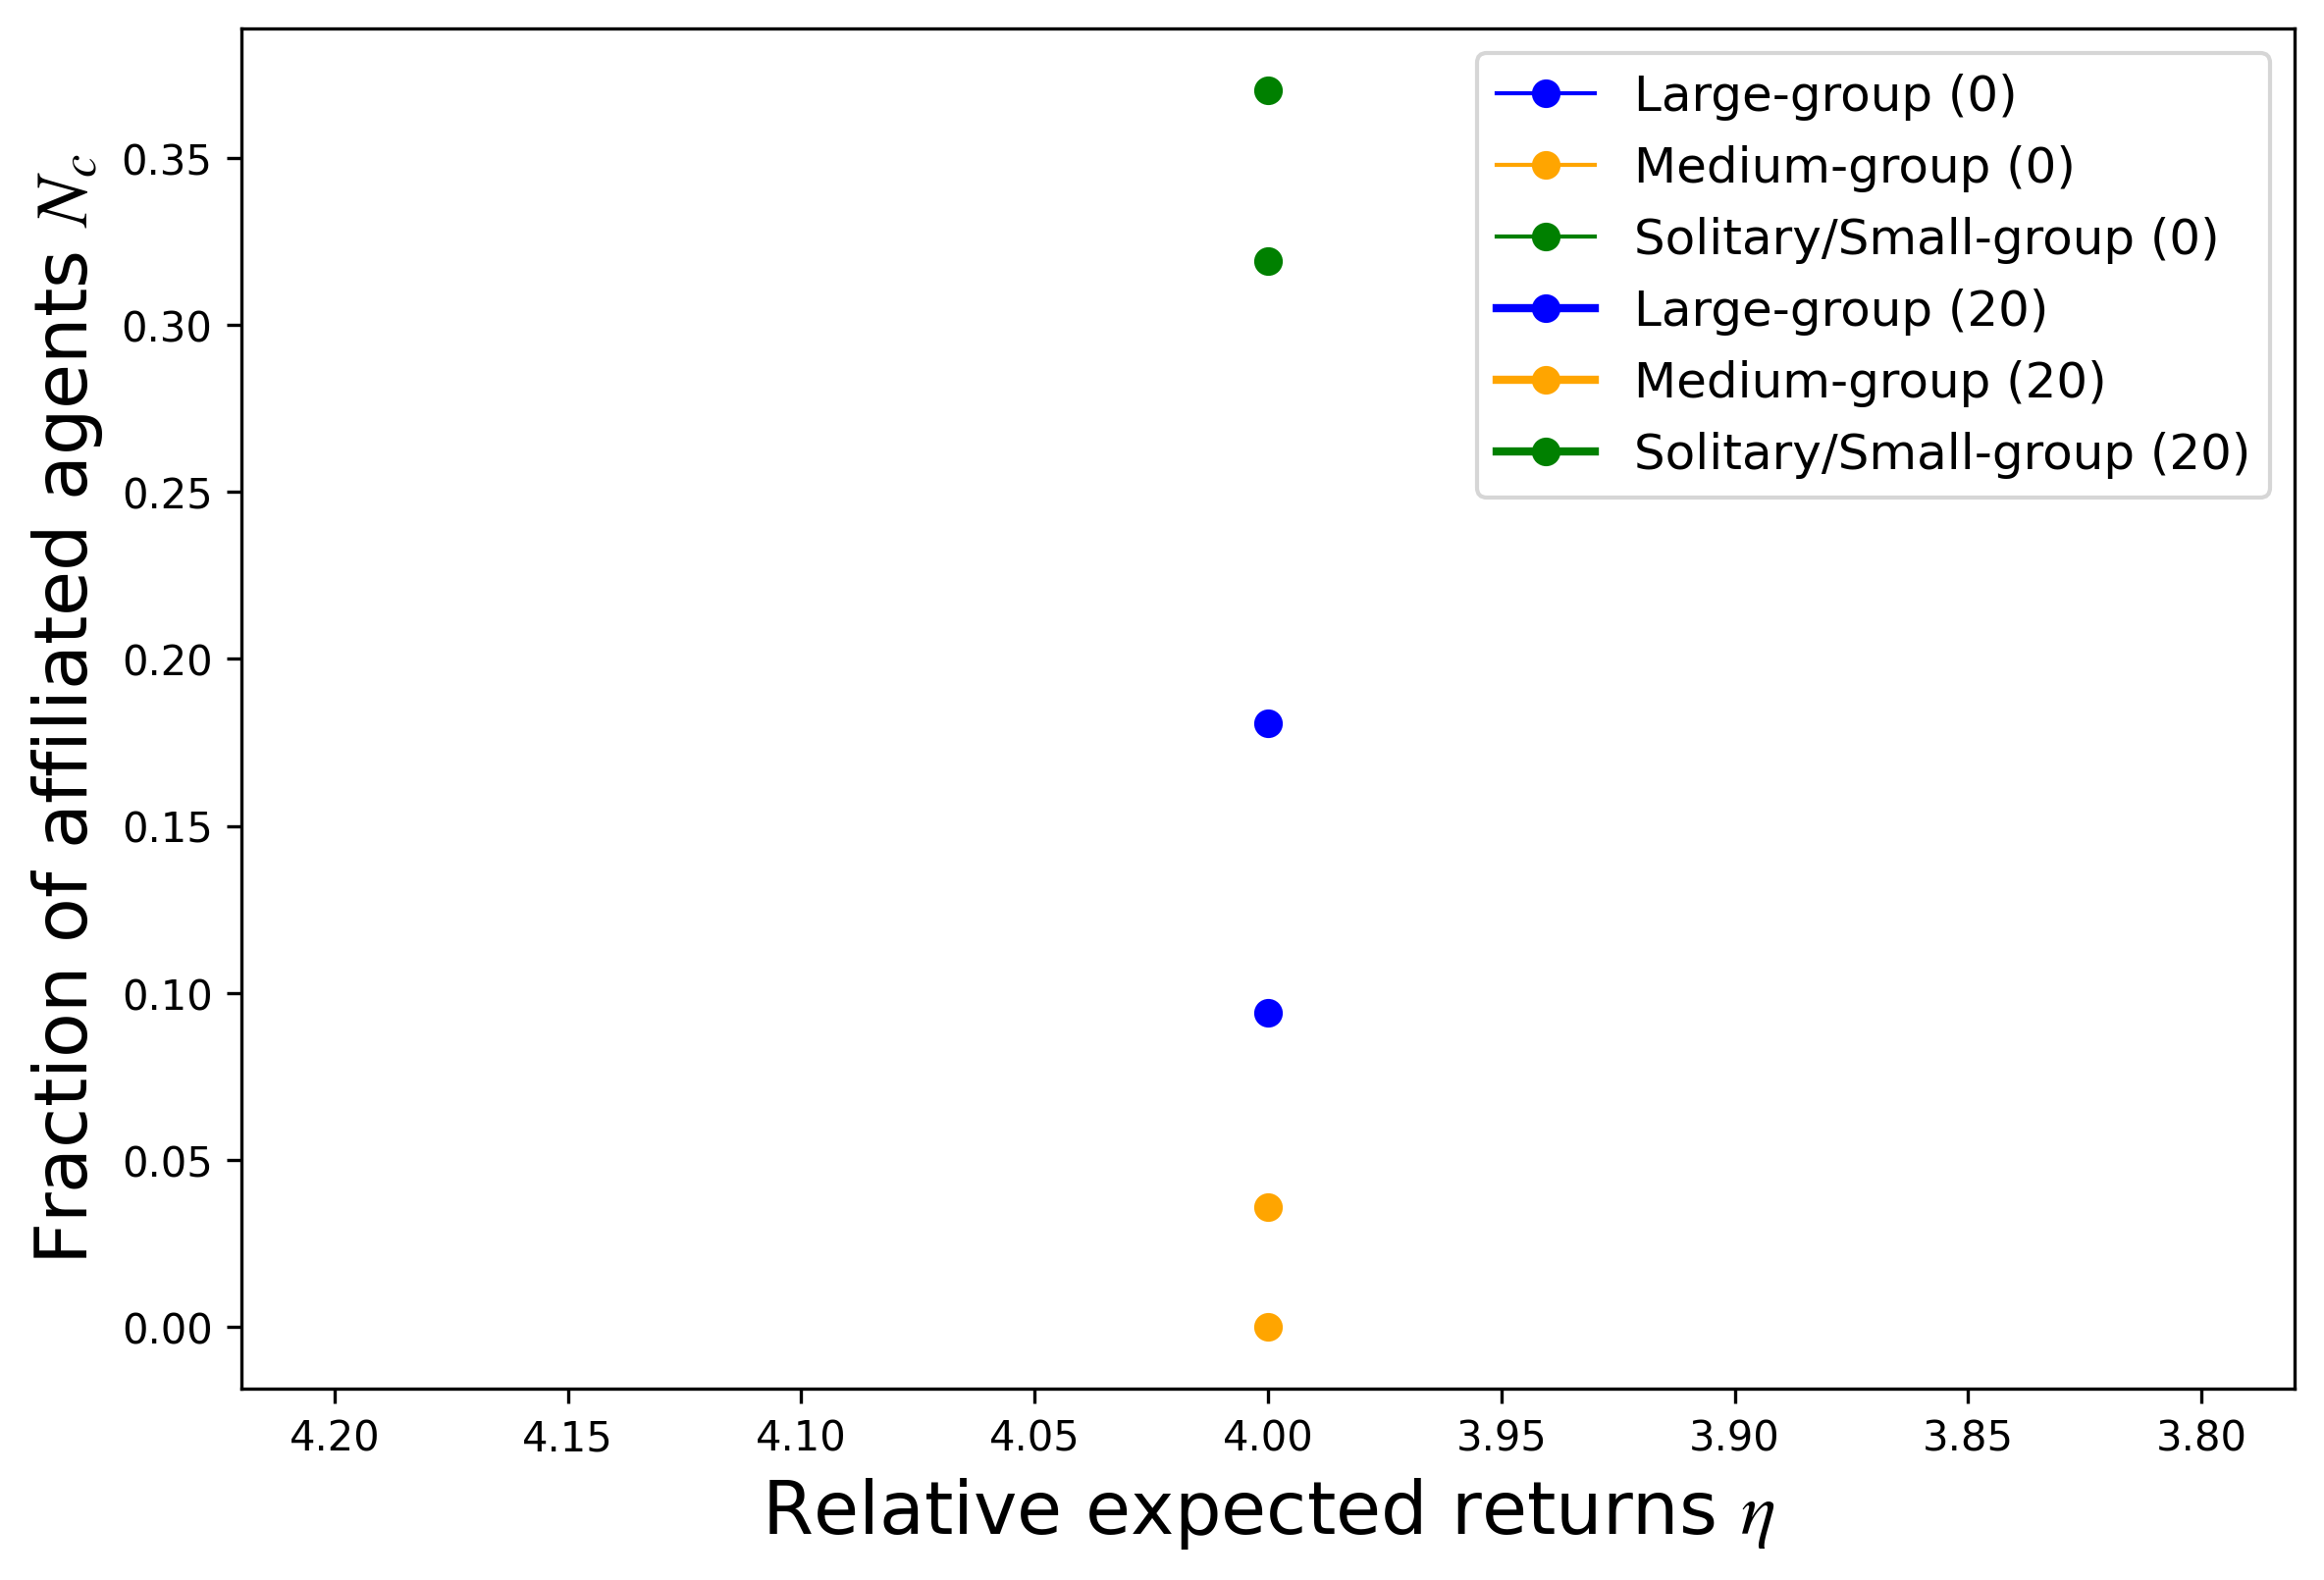 Large-group (0)
Medium-group (0)
Solitary/Small-group (0)
Large-group (20)
Medium-group (20)
Solitary/Small-group (20)
Fraction of affiliated agents N_c
0.35
0.30
0.25
0.20
0.15
0.10
0.05
0.00
4.20 4.15 4.10 4.05 4.00 3.95 3.90 3.85 3.80
Relative expected returns η